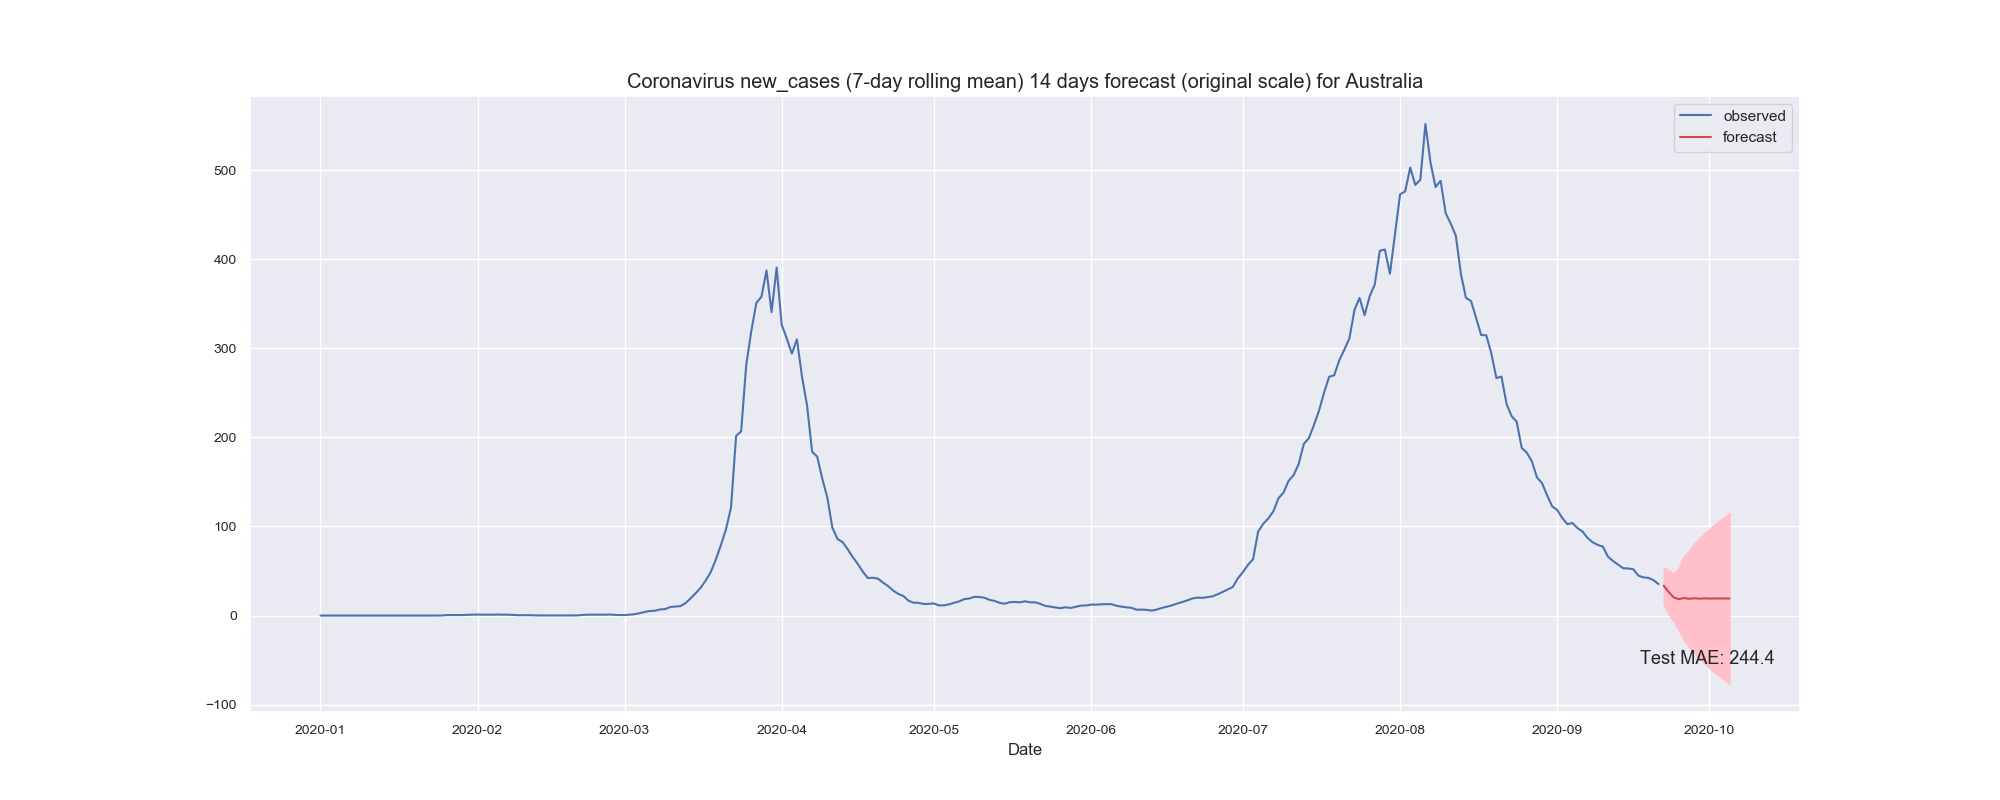 Coronavirus new_cases (7-day rolling mean) 14 days forecast (original scale) for Australia
observed
forecast
500
400
300
200
100
0
−100
Test MAE: 244.4
2020-01 2020-02 2020-03 2020-04 2020-05 2020-06 2020-07 2020-08 2020-09 2020-10
Date